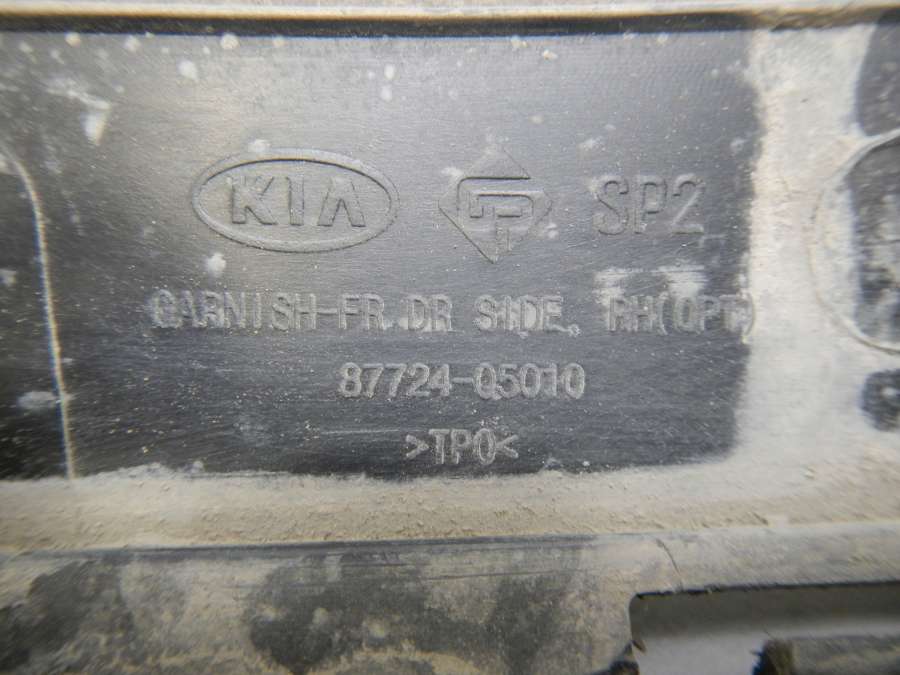 KIA SP2
GARNISH-FR DR SIDE, RH(OPT)
87724-Q5010
>TPO<